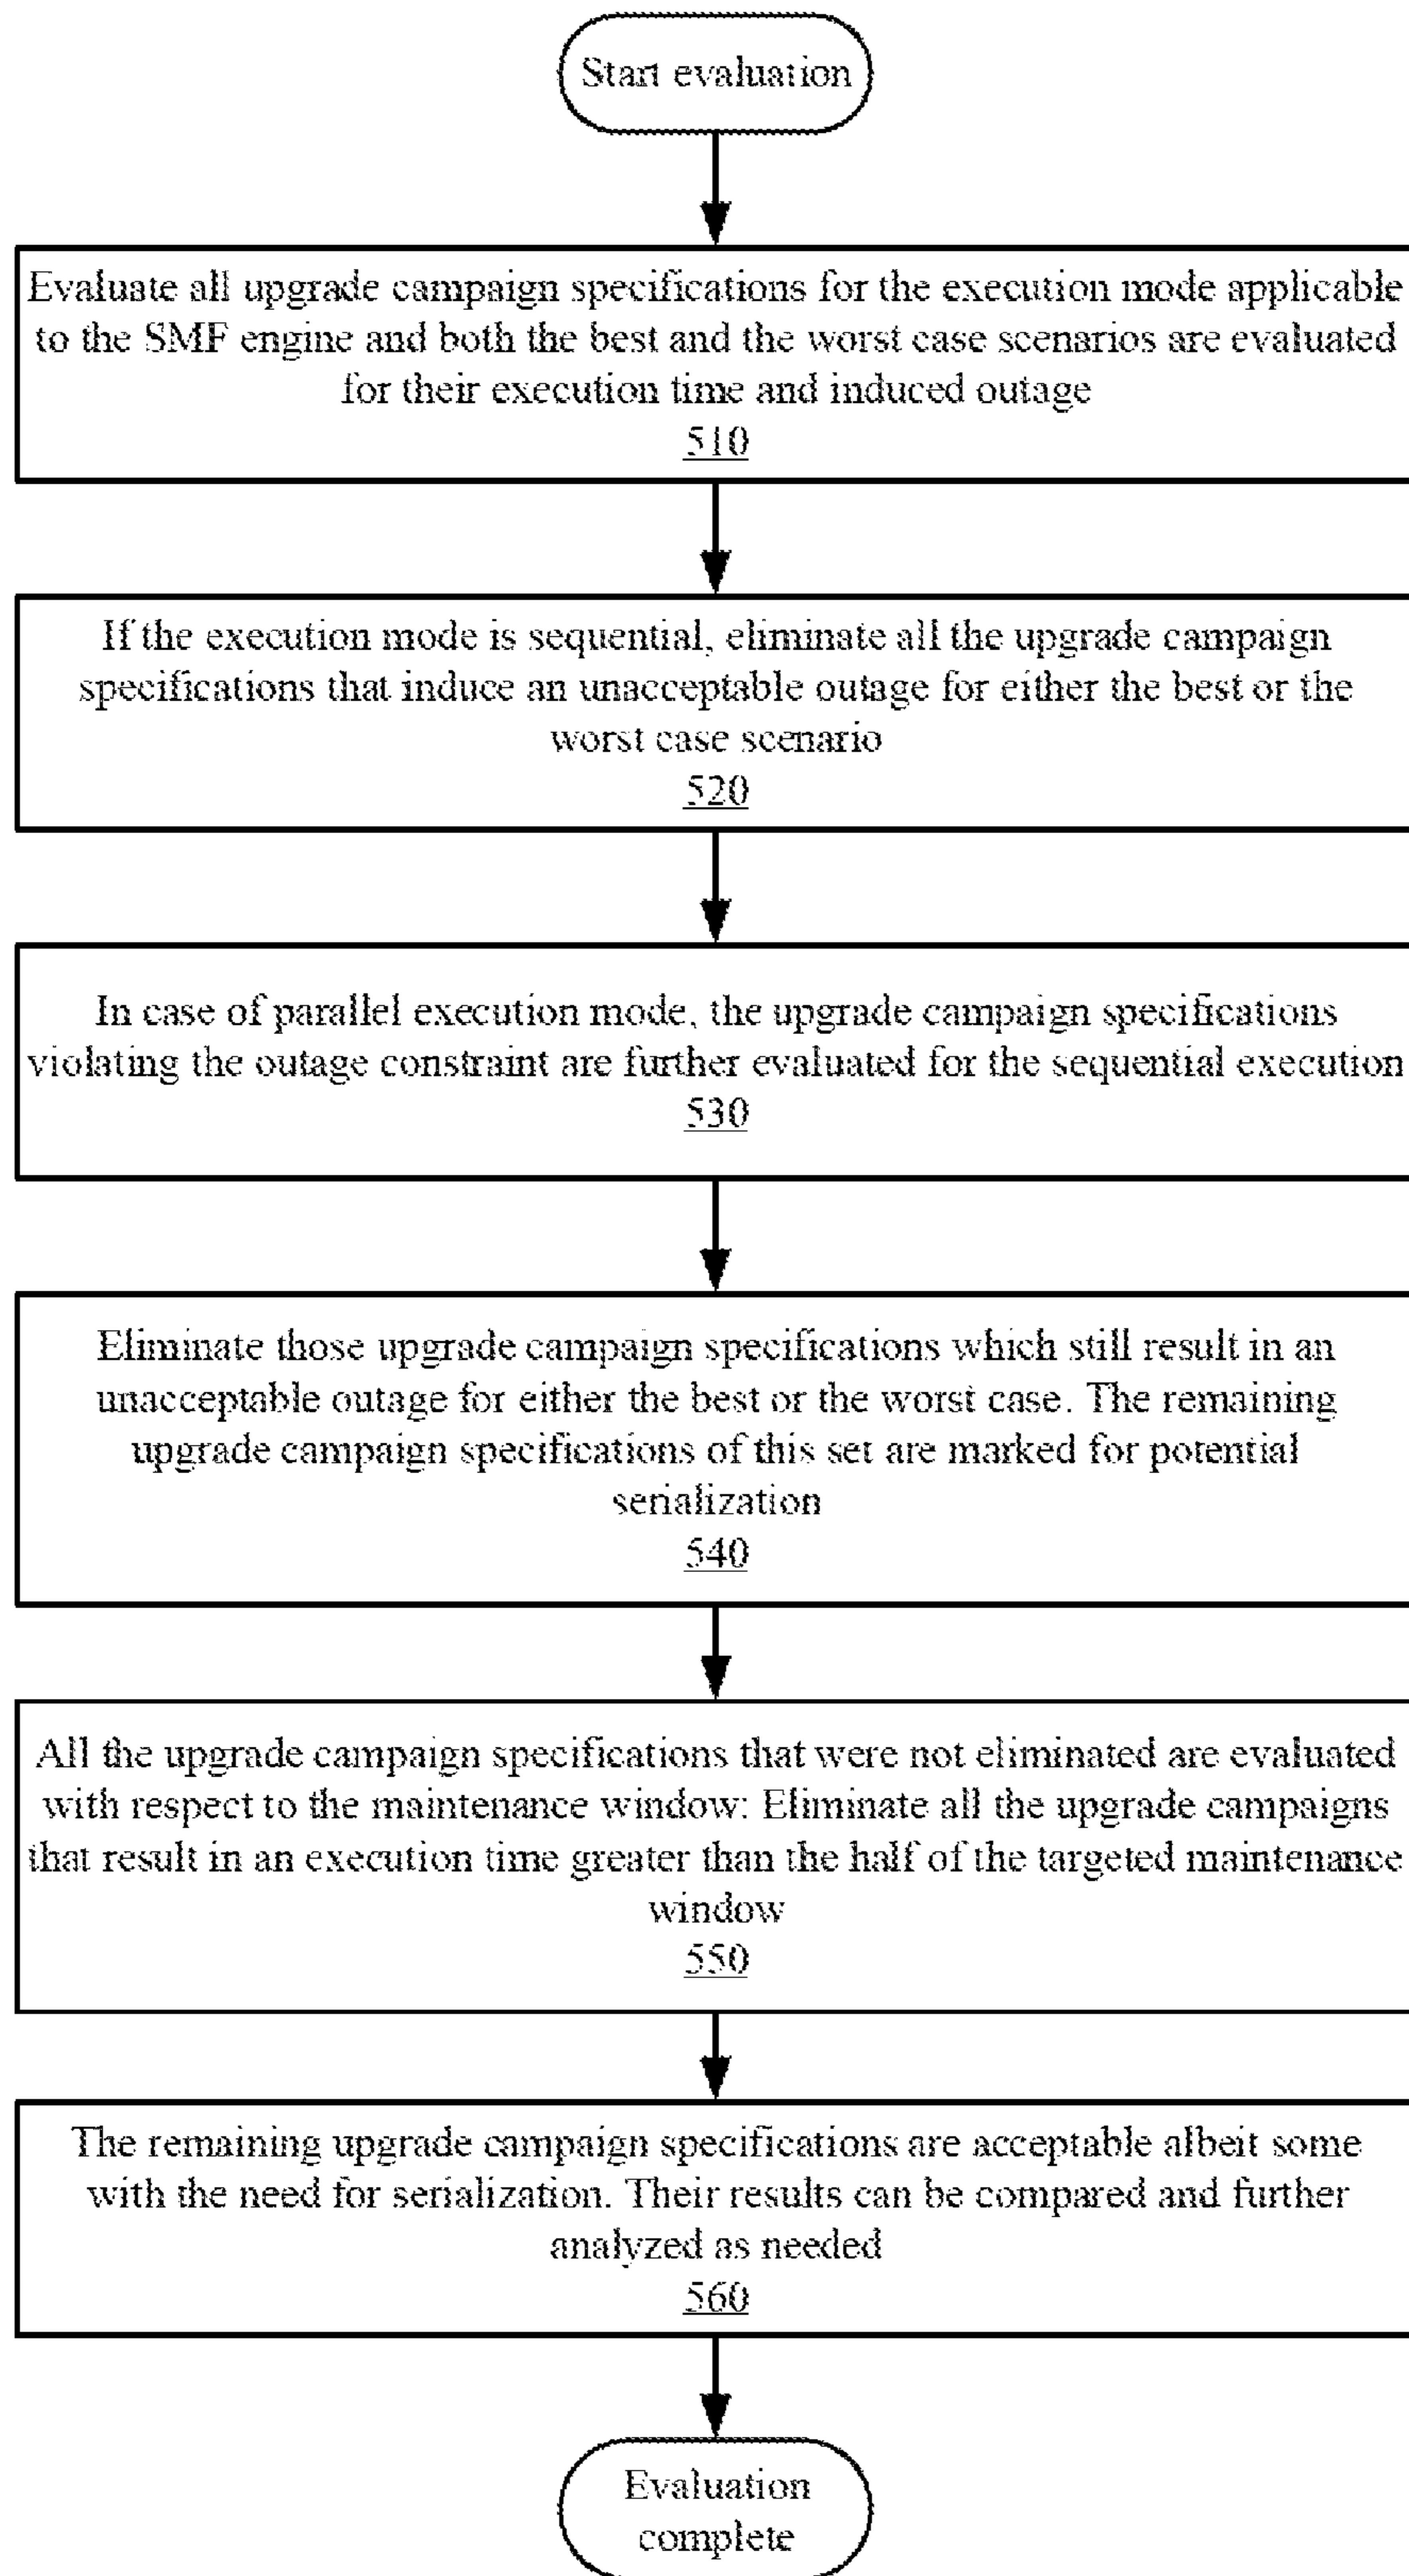 Start evaluation
Evaluate all upgrade campaign specifications for the execution mode applicable
to the SMF engine and both the best and the worst case scenarios are evaluated
for their execution time and induced outage
510
If the execution mode is sequential, eliminate all the upgrade campaign
specifications that induce an unacceptable outage for either the best or the
worst case scenario
520
In case of parallel execution mode, the upgrade campaign specifications
violating the outage constraint are further evaluated for the sequential execution
530
Eliminate those upgrade campaign specifications which still result in an
unacceptable outage for either the best or the worst case. The remaining
upgrade campaign specifications of this set are marked for potential
serialization
540
All the upgrade campaign specifications that were not eliminated are evaluated
with respect to the maintenance window: Eliminate all the upgrade campaigns
that result in an execution time greater than the half of the targeted maintenance
window
550
The remaining upgrade campaign specifications are acceptable albeit some
with the need for serialization. Their results can be compared and further
analyzed as needed
560
Evaluation
complete